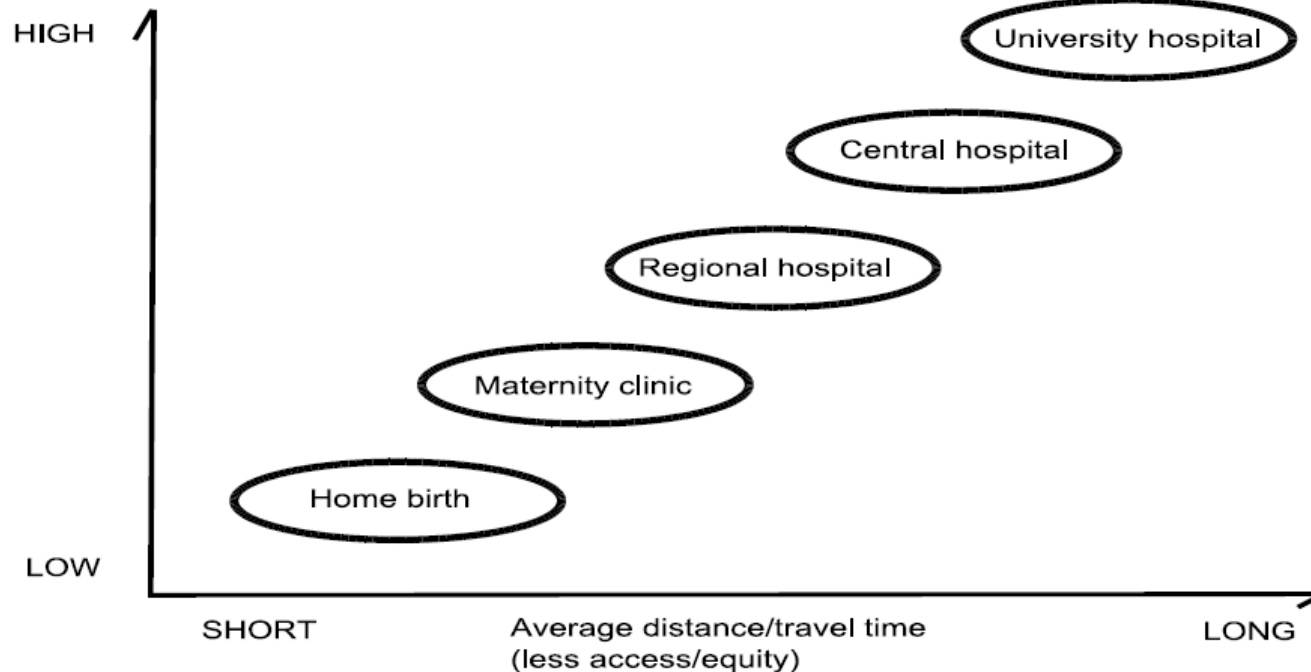 HIGH
University hospital
Central hospital
Regional hospital
Maternity clinic
Home birth
LOW
SHORT
Average distance/travel time
(less access/equity)
LONG